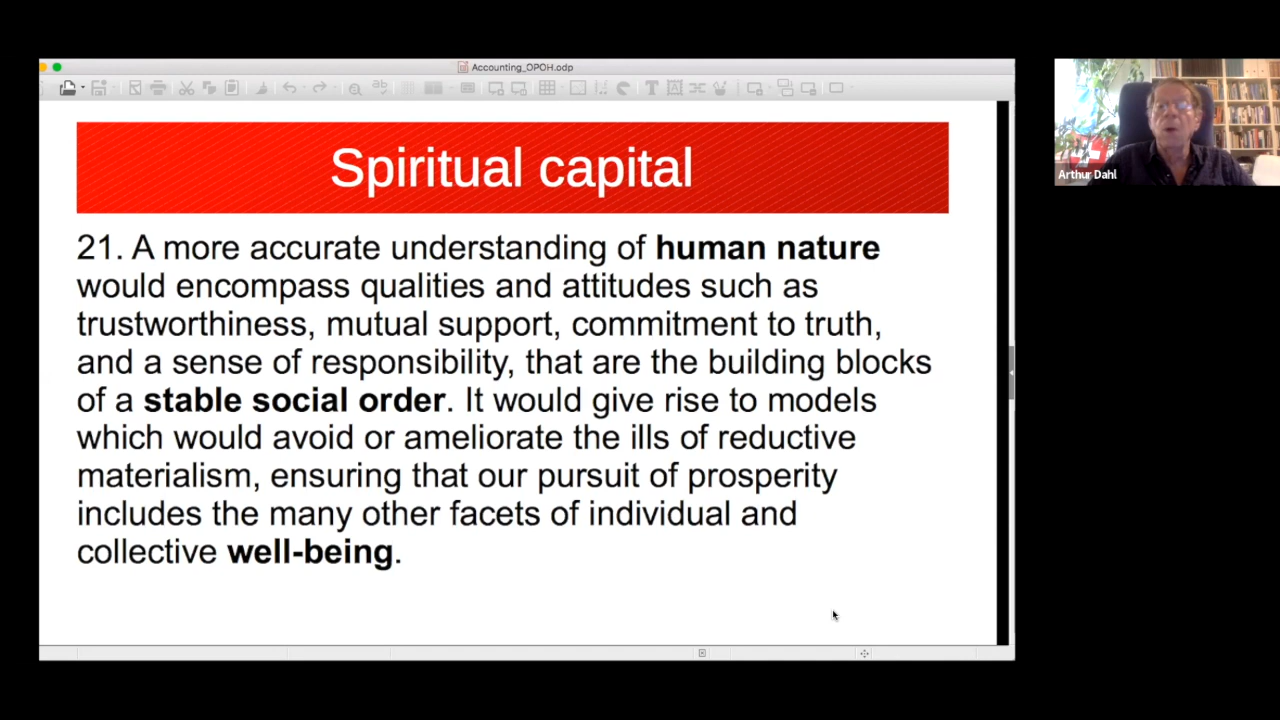 Accounting_OPOH.odp
Spiritual capital
21. A more accurate understanding of human nature
would encompass qualities and attitudes such as
trustworthiness, mutual support, commitment to truth,
and a sense of responsibility, that are the building blocks
of a stable social order. It would give rise to models
which would avoid or ameliorate the ills of reductive
materialism, ensuring that our pursuit of prosperity
includes the many other facets of individual and
collective well-being.
Arthur Dahl